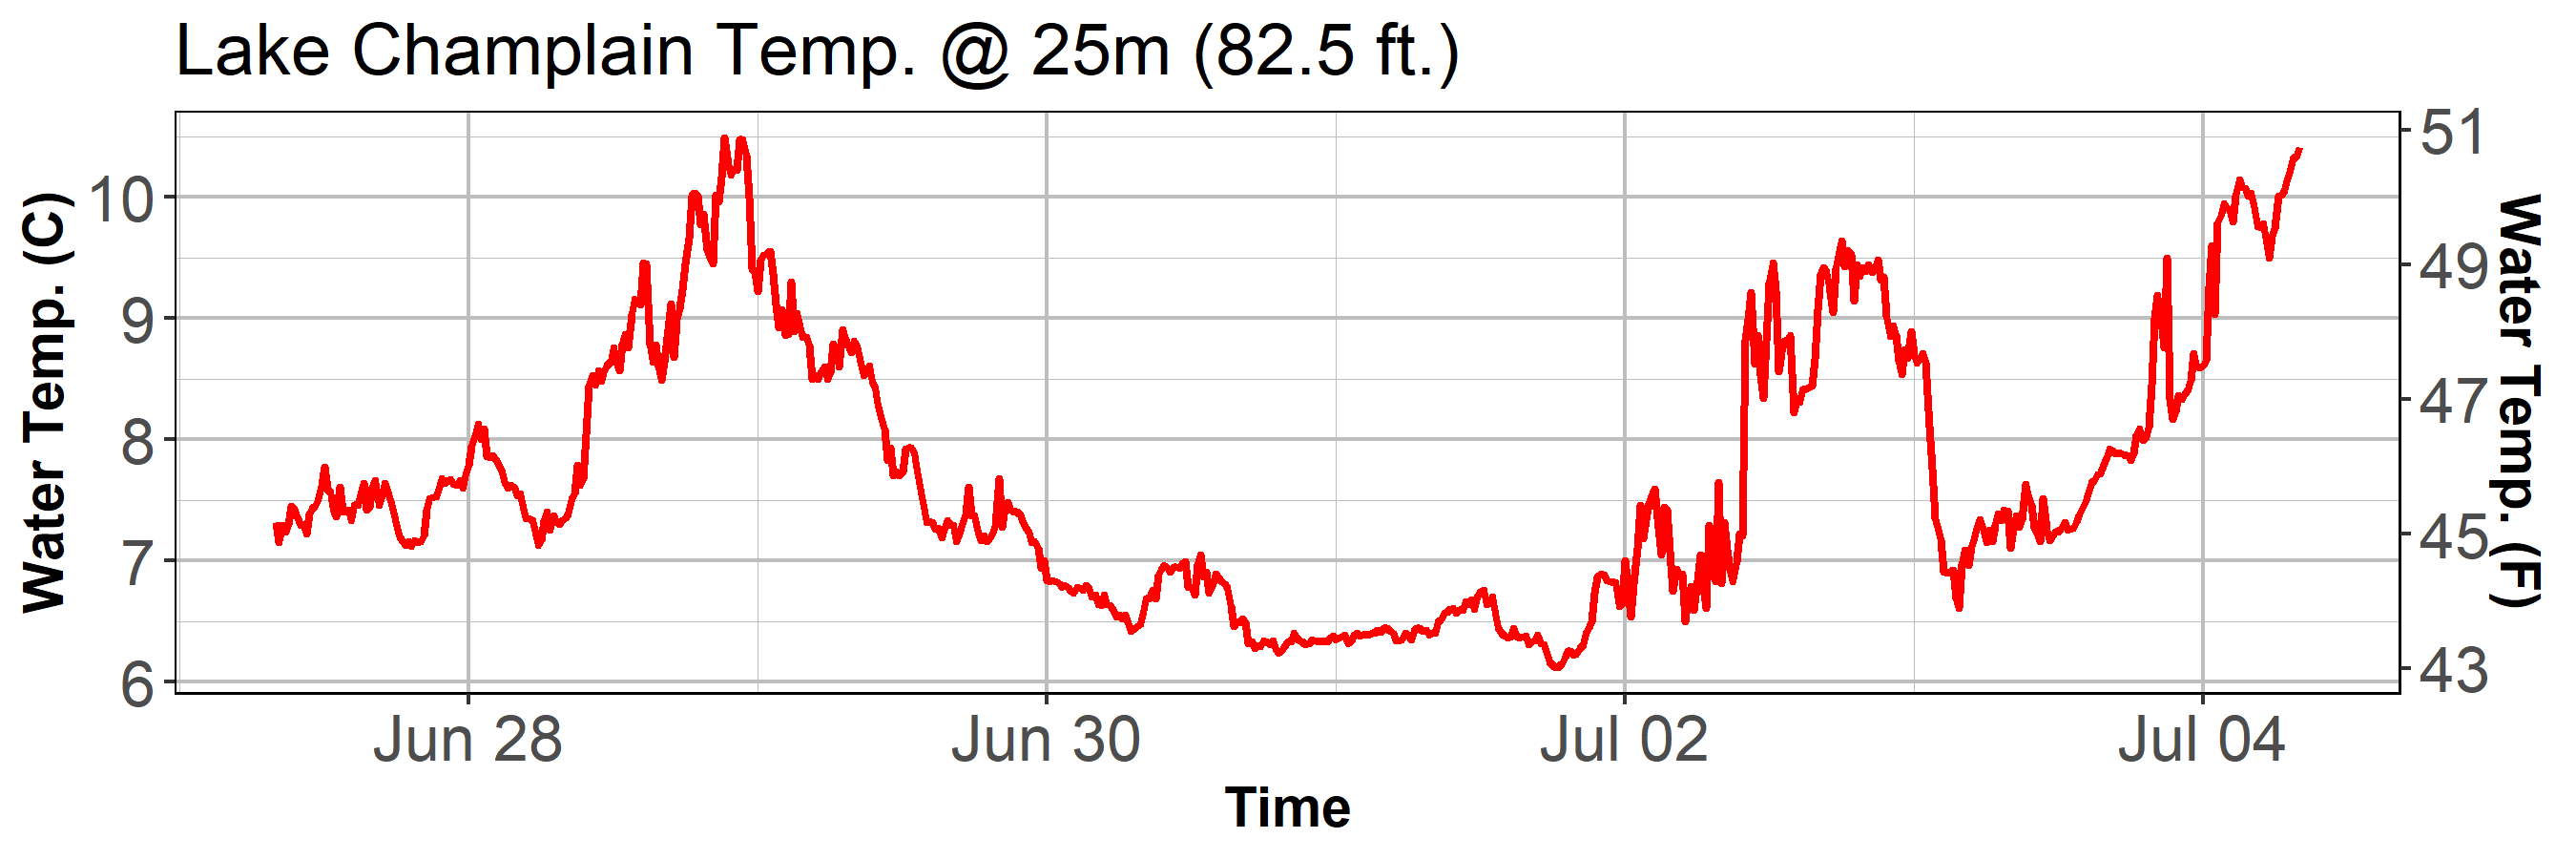 Lake Champlain Temp. @ 25m (82.5 ft.)
Water Temp. (C)
10
9
8
7
6
51
49
47
45
43
Water Temp. (F)
Jun 28 Jun 30 Jul 02 Jul 04
Time